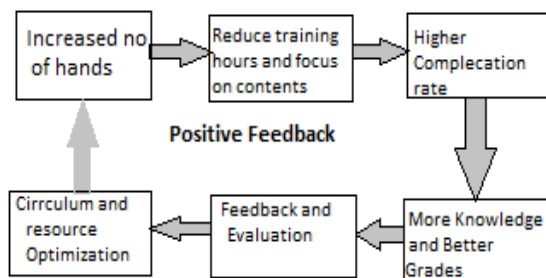 Increased no
of hands
Reduce training
hours and focus
on contents
Higher
Complecation
rate
Positive Feedback
Cirrculum and
resource
Optimization
Feedback and
Evaluation
More Knowledge
and Better
Grades